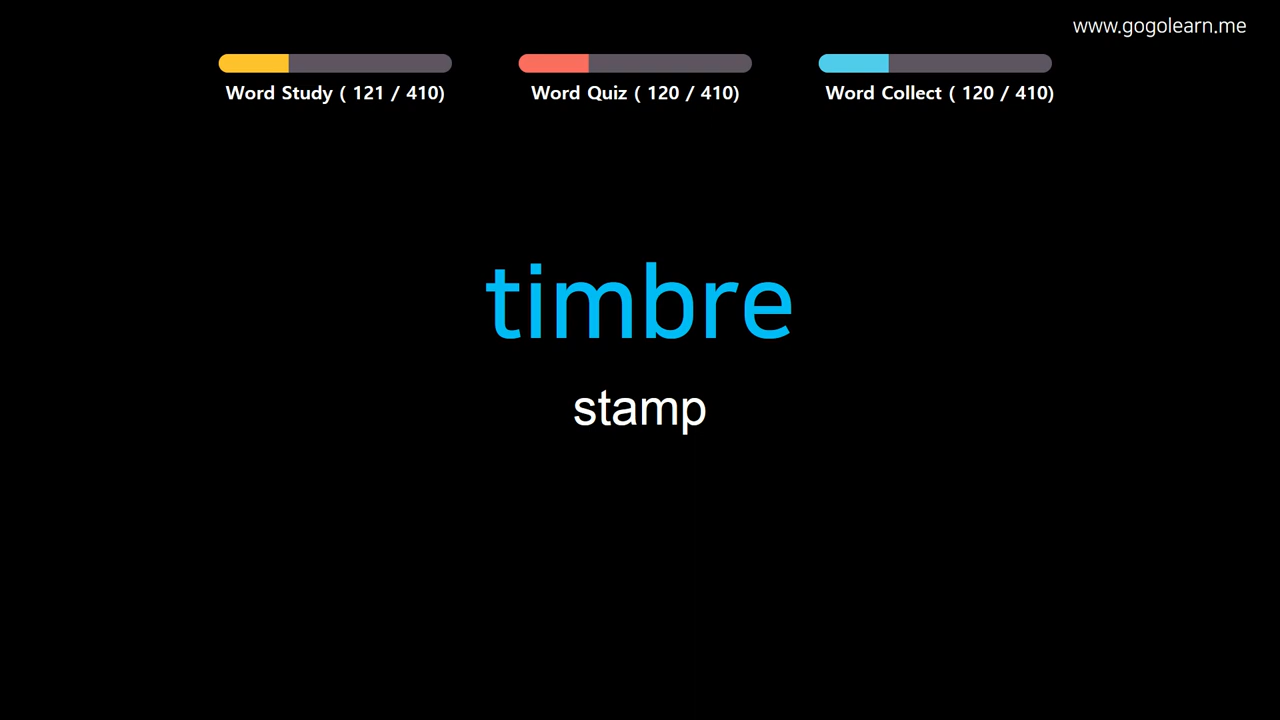 www.gogolearn.me
Word Study ( 121 / 410)
Word Quiz ( 120 / 410)
Word Collect ( 120 / 410)
timbre
stamp